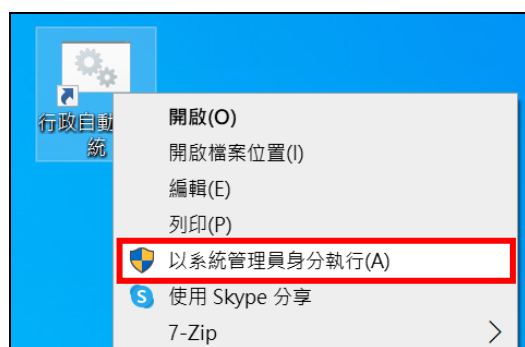 行政自動
統
開啟(O)
開啟檔案位置(I)
編輯(E)
列印(P)
以系統管理員身分執行(A)
使用 Skype 分享
7-Zip